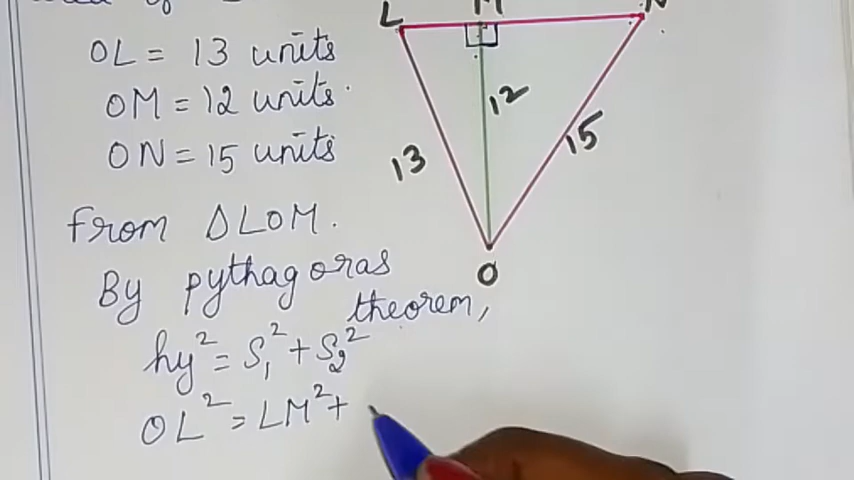 OL = 13 units
OM = 12 units.
ON = 15 units
From ΔLOM.
By pythagoras
theorem,
hy² = S₁² + S₂²
OL² = LM² +
L M N
12
13
15
O